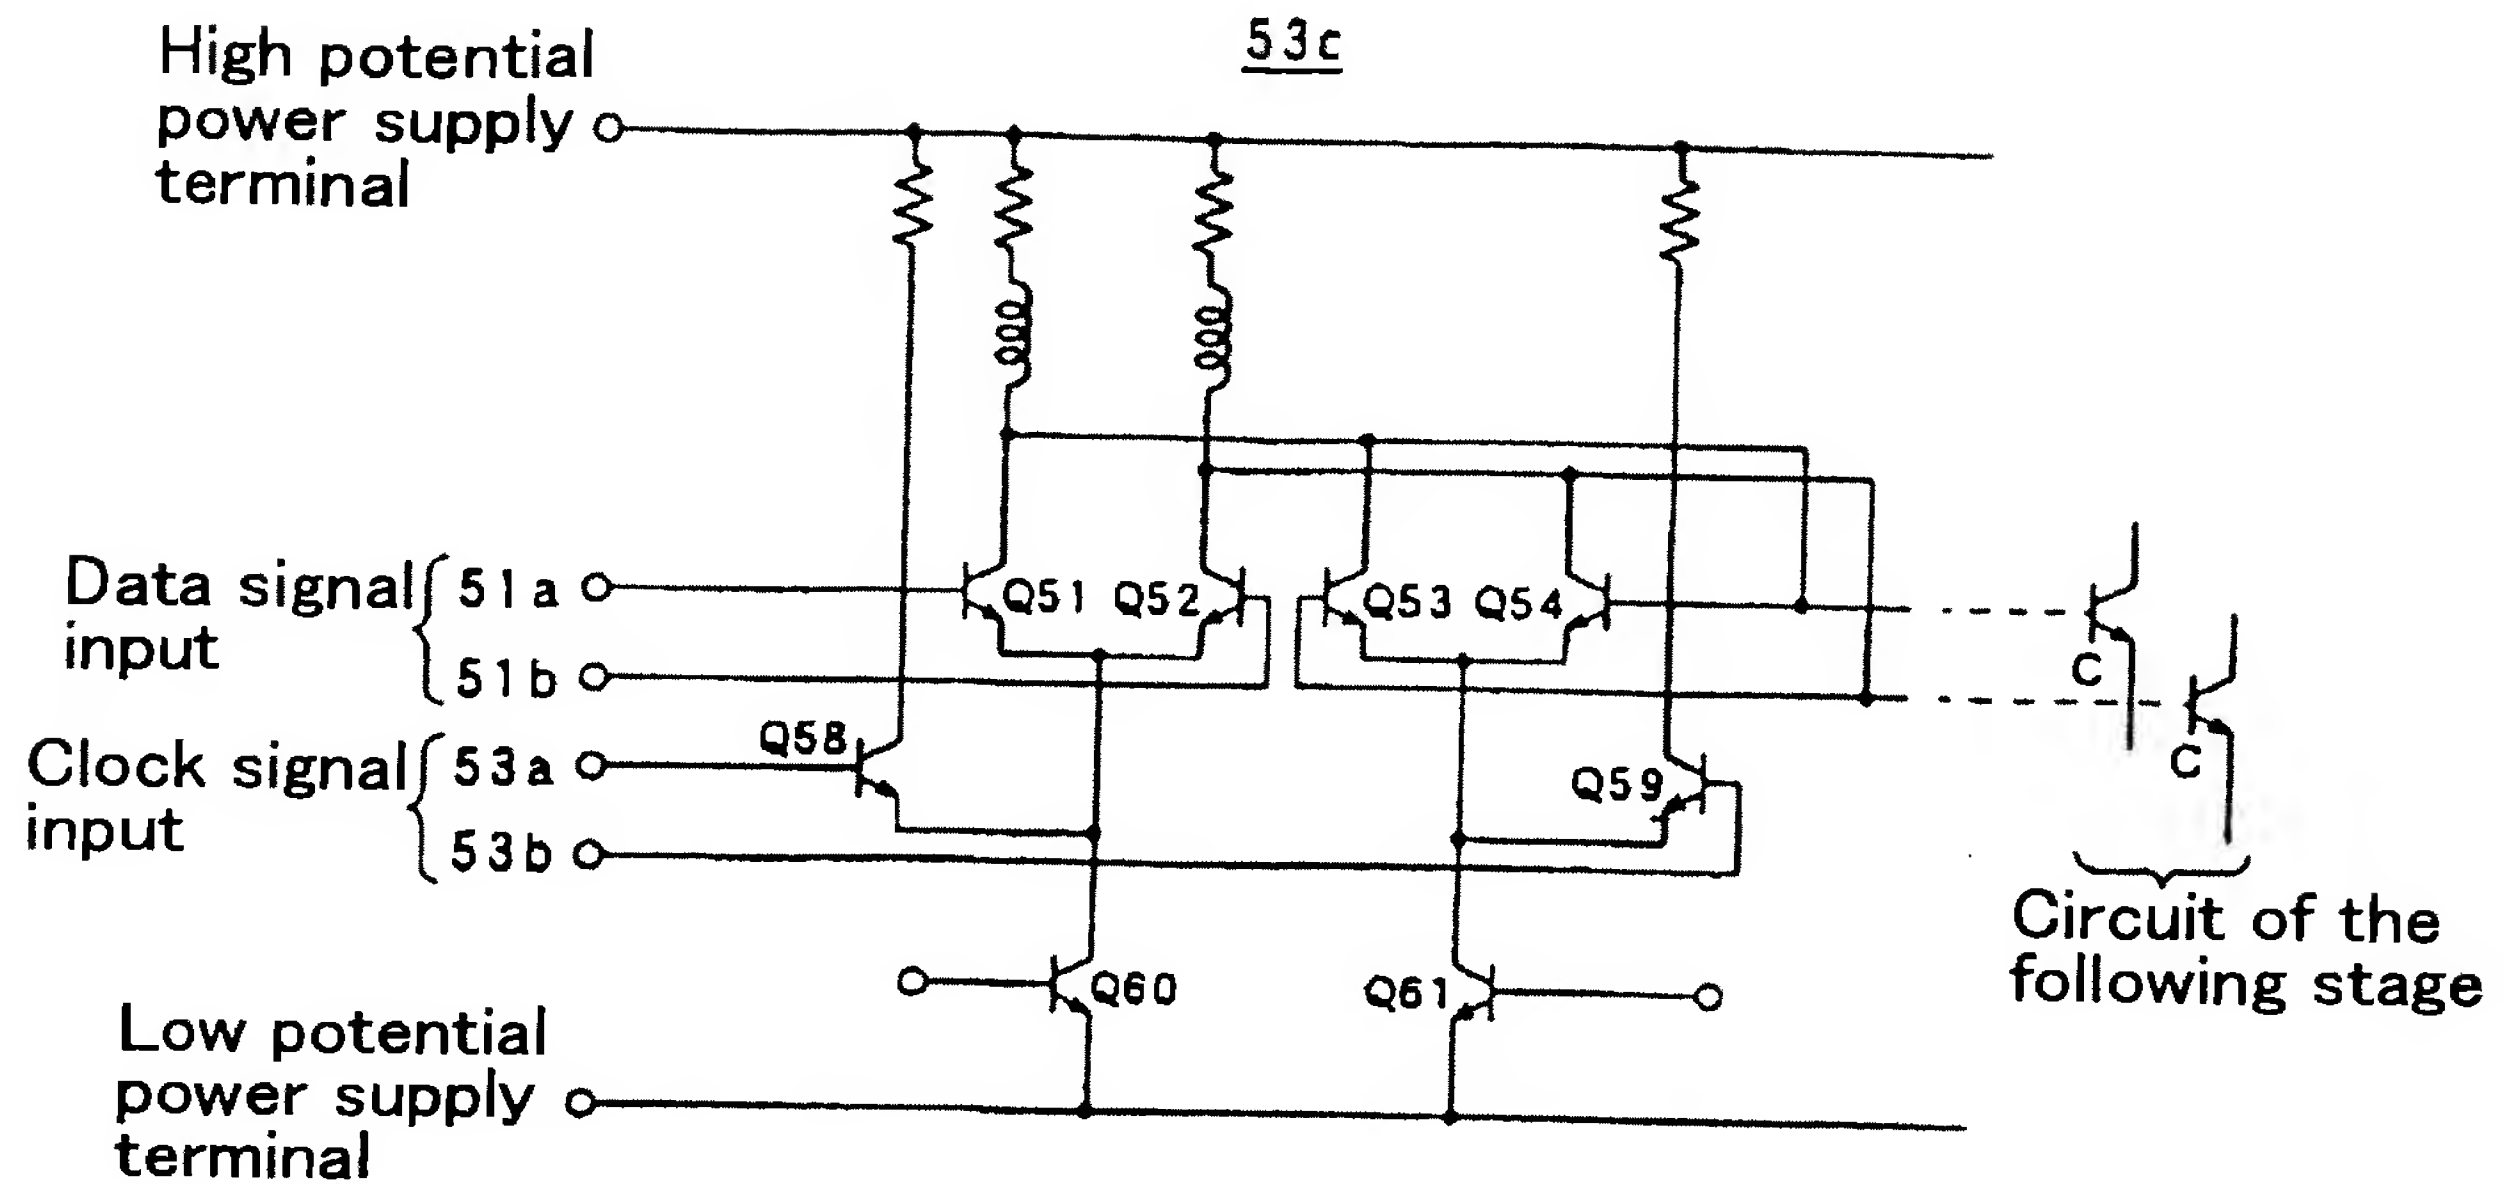 53c
High potential
power supply
terminal
Data signal
input
51a
51b
Q51
Q52
Q53
Q54
C
C
Clock signal
input
53a
53b
Q58
Q59
Q60
Q61
Circuit of the
following stage
Low potential
power supply
terminal